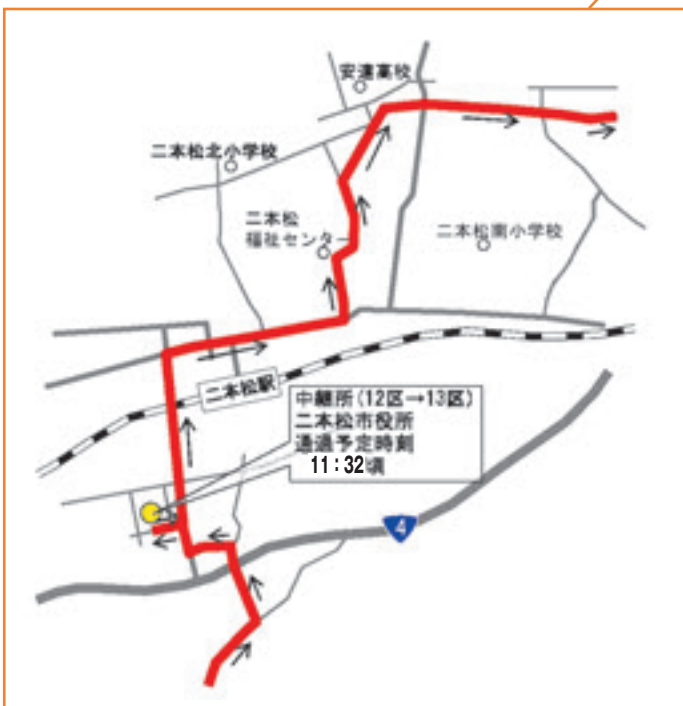 安達高校
二本松北小学校
二本松
福祉センター
二本松南小学校
二本松駅
中継所(12区→13区)
二本松市役所
通過予定時刻
11:32頃
4